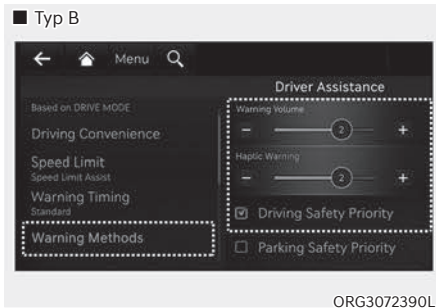 ■ Typ B
Menu
Driver Assistance
Based on DRIVE MODE
Driving Convenience
Speed Limit
Speed Limit Assist
Warning Timing
Standard
Warning Methods
Warning Volume
- 2 +
Haptic Warning
- 2 +
Driving Safety Priority
Parking Safety Priority
ORG3072390L